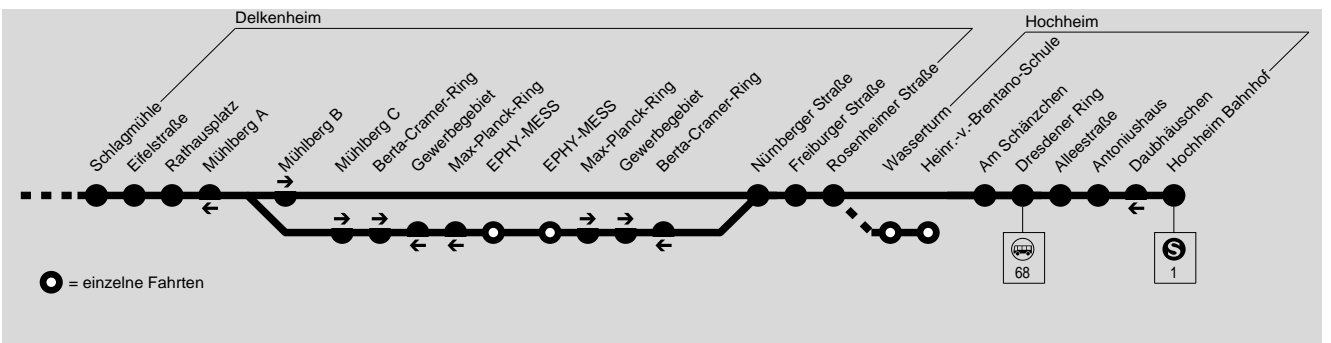 Delkenheim
Hochheim
Schlagmühle
Eifelstraße
Rathausplatz
Mühlberg A
Mühlberg B
Mühlberg C
Berta-Cramer-Ring
Gewerbegebiet
Max-Planck-Ring
EPHY-MESS
EPHY-MESS
Max-Planck-Ring
Gewerbegebiet
Berta-Cramer-Ring
Nürnberger Straße
Freiburger Straße
Rosenheimer Straße
Wasserturm
Heinr.-v.-Brentano-Schule
Am Schänzchen
Dresdener Ring
Alleestraße
Antoniushaus
Daubhäuschen
Hochheim Bahnhof
68
S
1
= einzelne Fahrten